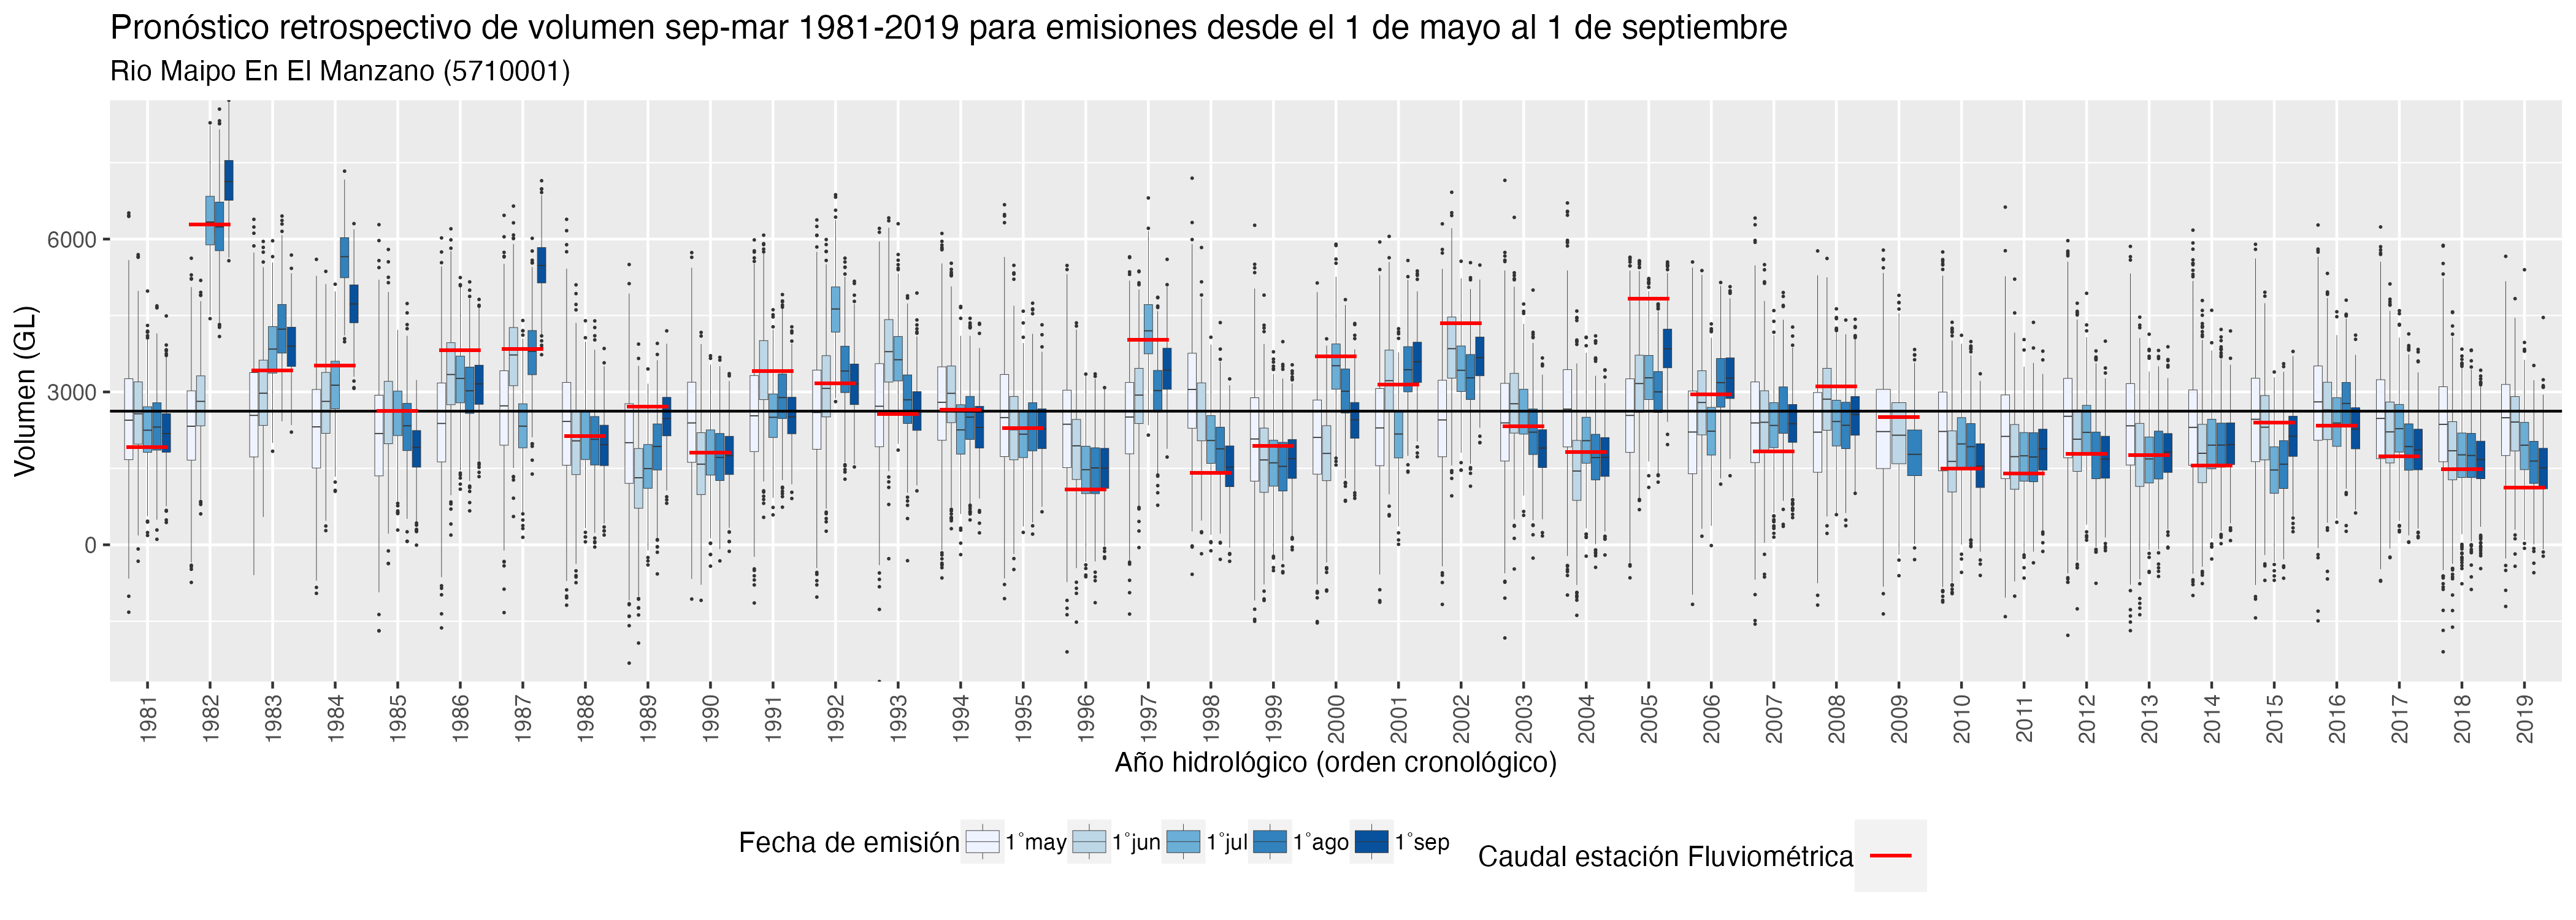 Pronóstico retrospectivo de volumen sep-mar 1981-2019 para emisiones desde el 1 de mayo al 1 de septiembre
Rio Maipo En El Manzano (5710001)
Volumen (GL)
6000
3000
0
1981 1982 1983 1984 1985 1986 1987 1988 1989 1990 1991 1992 1993 1994 1995 1996 1997 1998 1999 2000 2001 2002 2003 2004 2005 2006 2007 2008 2009 2010 2011 2012 2013 2014 2015 2016 2017 2018 2019
Año hidrológico (orden cronológico)
Fecha de emisión 1°may 1°jun 1°jul 1°ago 1°sep Caudal estación Fluviométrica